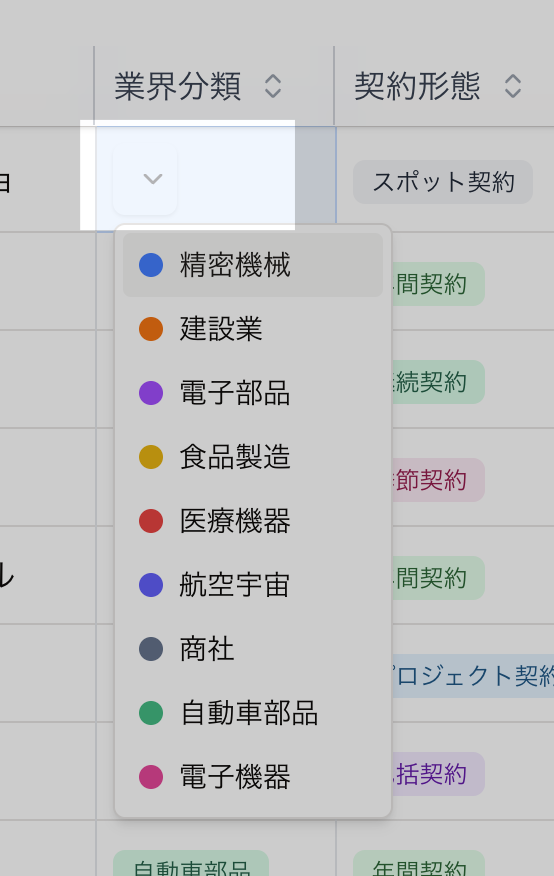 業界分類
契約形態
スポット契約
精密機械
建設業
電子部品
食品製造
医療機器
航空宇宙
商社
自動車部品
電子機器
間契約
続契約
節契約
ル
間契約
ロジェクト契約
括契約
自動車部品
年間契約